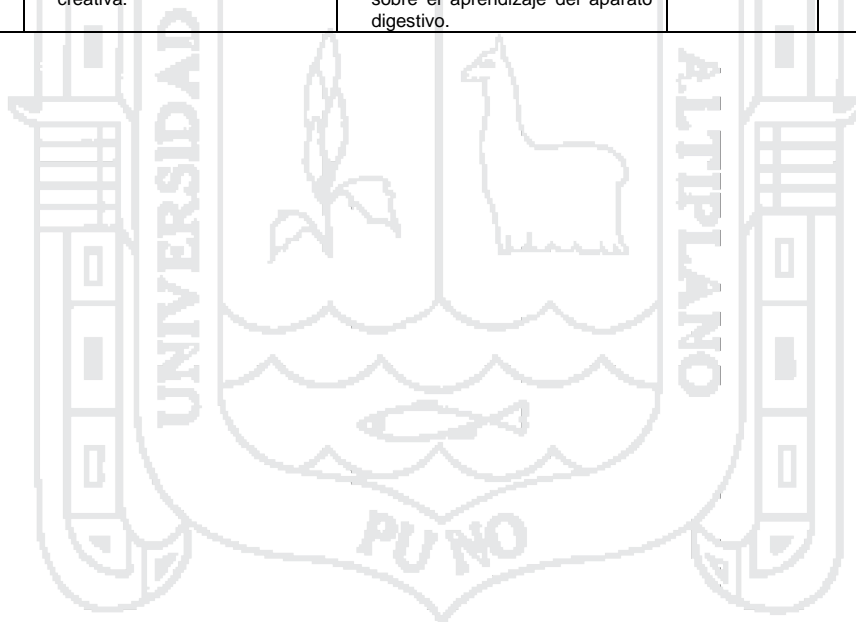 creativa.
sobre el aprendizaje del aparato
digestivo.
UNIVERSIDAD
ALTIPLANO
PUNO